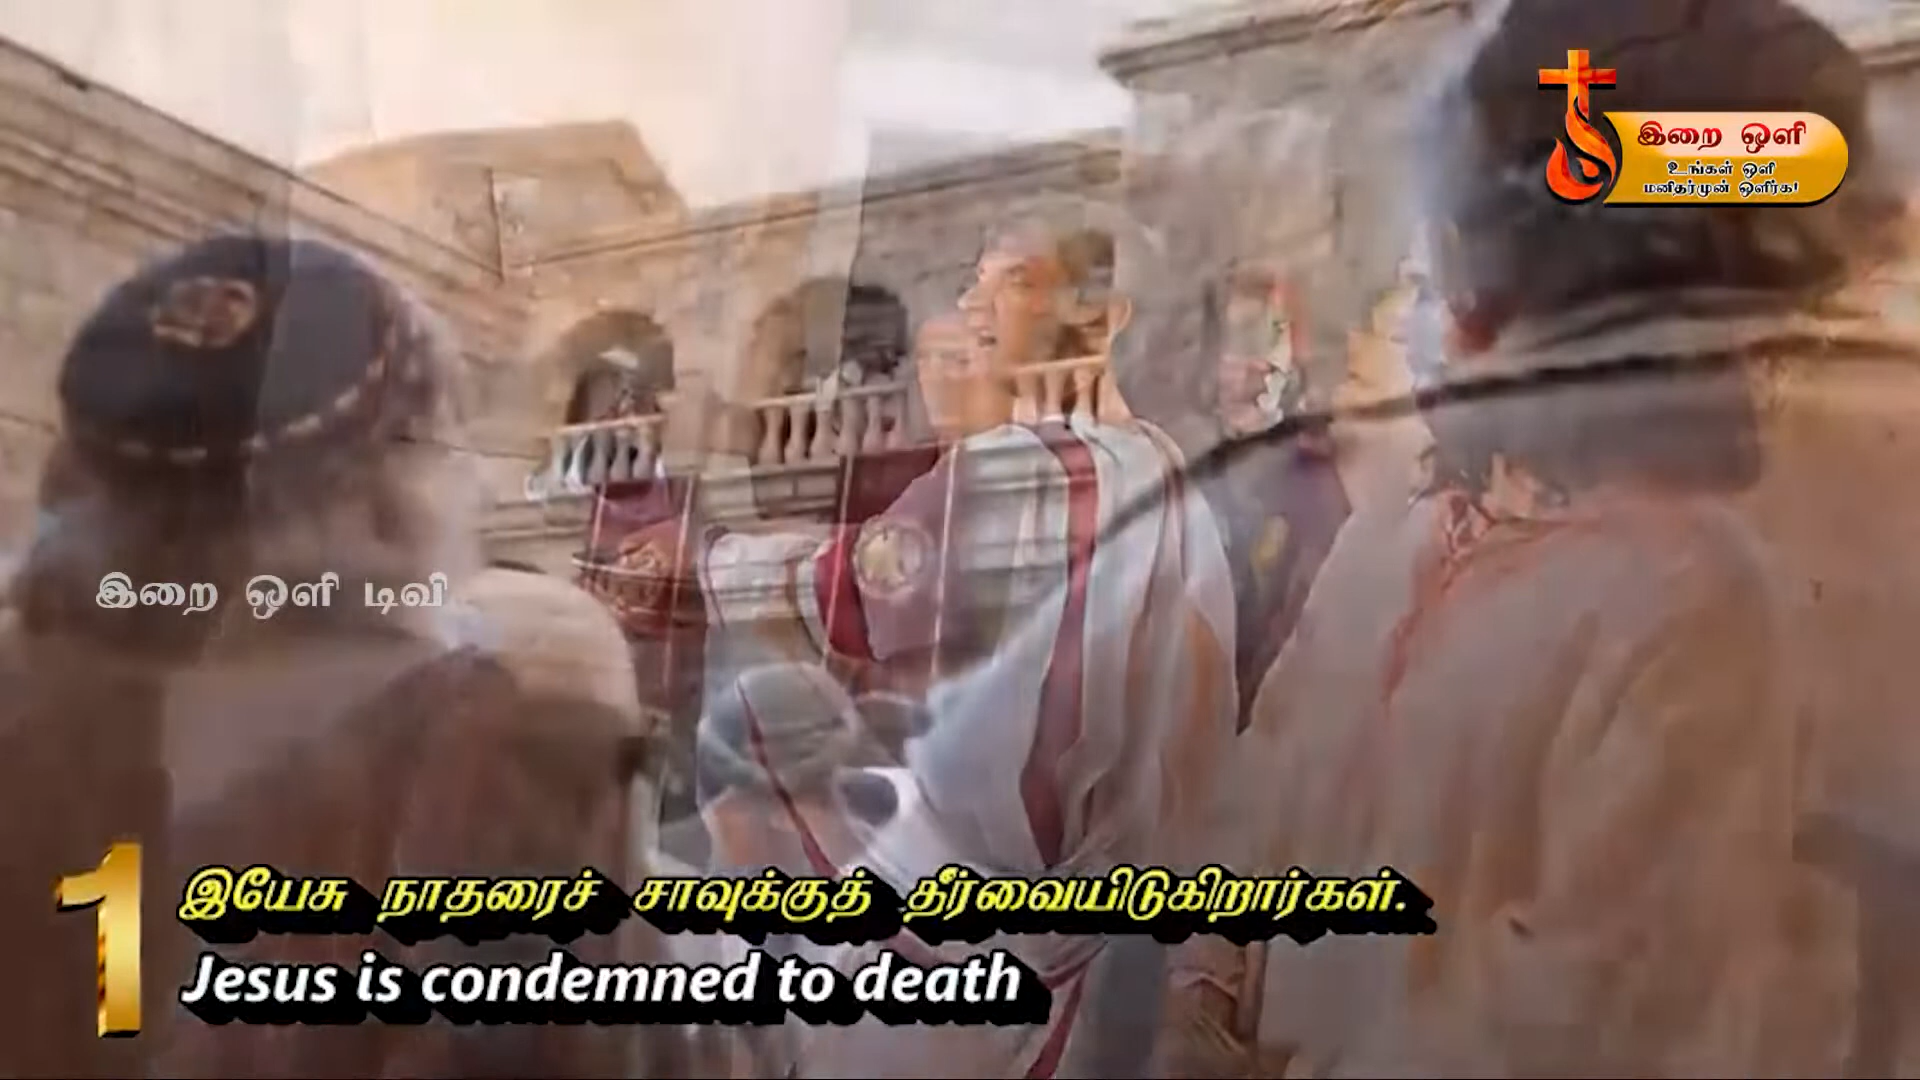 இறை ஒளி
உங்கள் ஒளி
மனிதர்முன் ஒளிர்க!
இறை ஒளி டிவி
1
இயேசு நாதரைச் சாவுக்குத் தீர்வையிடுகிறார்கள்.
Jesus is condemned to death